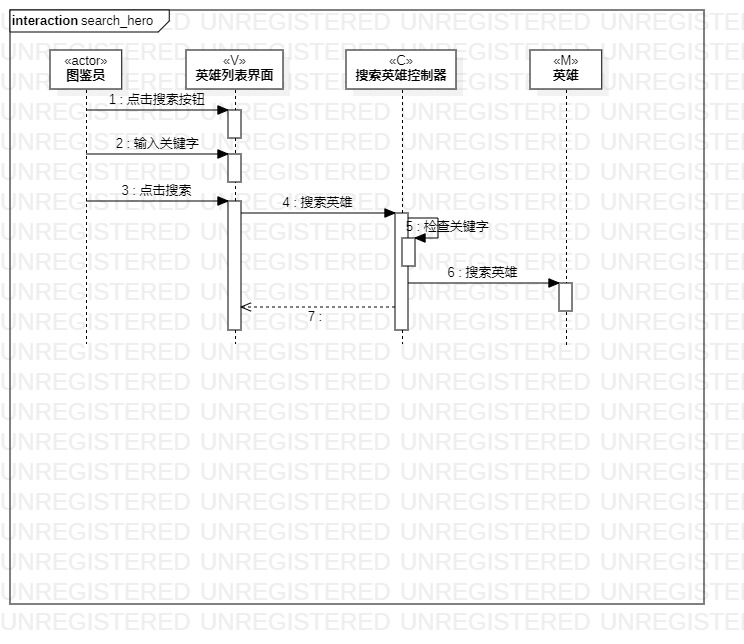 interaction search_hero
«actor»
图鉴员
«V»
英雄列表界面
«C»
搜索英雄控制器
«M»
英雄
1 : 点击搜索按钮
2 : 输入关键字
3 : 点击搜索
4 : 搜索英雄
5 : 检查关键字
6 : 搜索英雄
7 :
UNREGISTERED UNREGISTERED UNREGISTERED UNREGISTERED